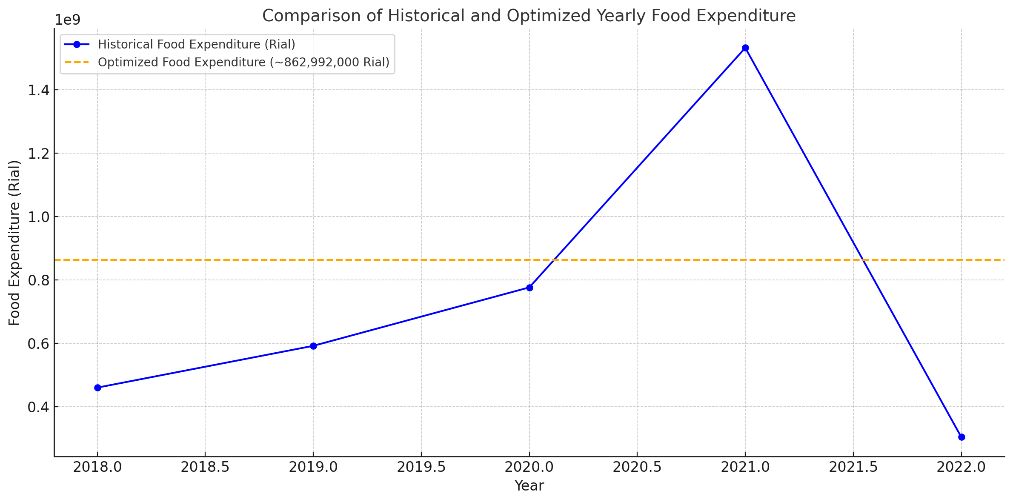 Comparison of Historical and Optimized Yearly Food Expenditure
1e9
Historical Food Expenditure (Rial)
Optimized Food Expenditure (~862,992,000 Rial)
1.4
1.2
1.0
0.8
0.6
0.4
Food Expenditure (Rial)
2018.0 2018.5 2019.0 2019.5 2020.0 2020.5 2021.0 2021.5 2022.0
Year